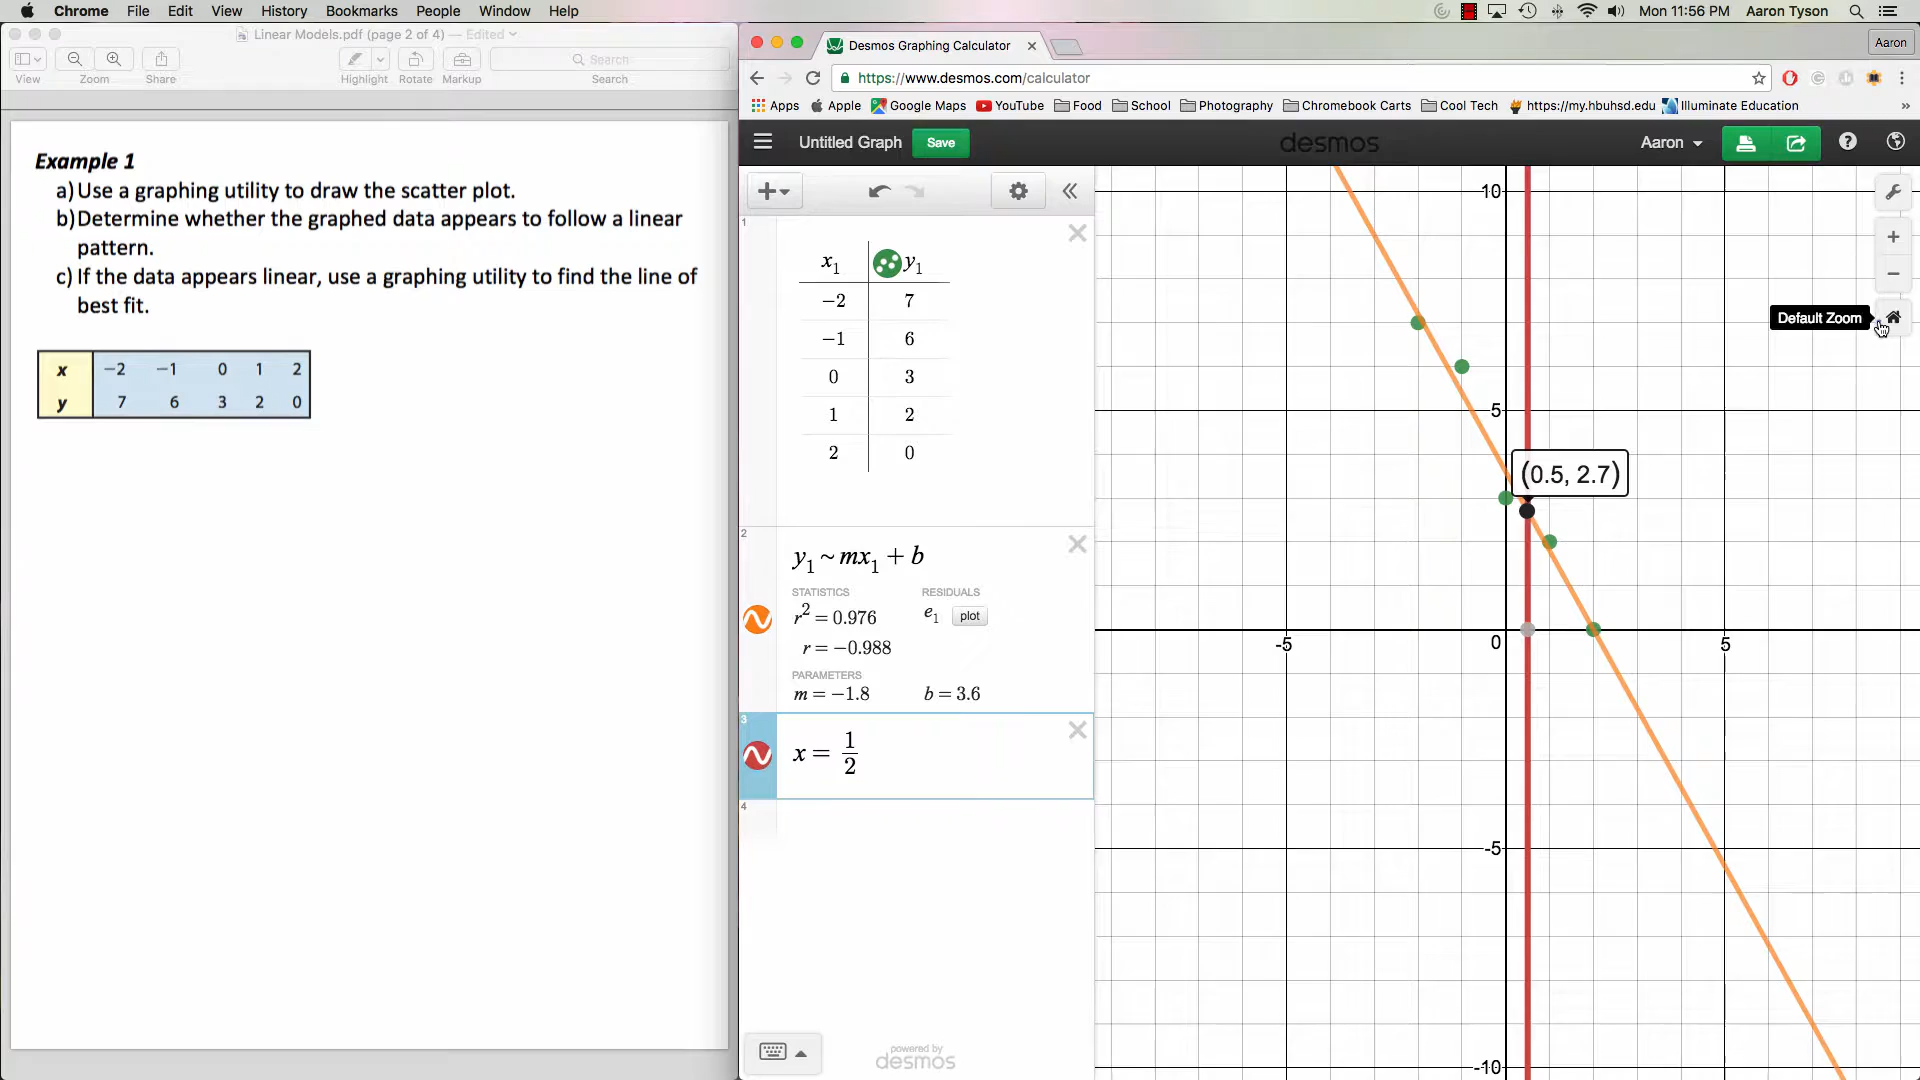 Chrome File Edit View History Bookmarks People Window Help Mon 11:56 PM Aaron Tyson
Linear Models.pdf (page 2 of 4) — Edited
View Zoom Share Highlight Rotate Markup Search
Search
Example 1
a) Use a graphing utility to draw the scatter plot.
b) Determine whether the graphed data appears to follow a linear
pattern.
c) If the data appears linear, use a graphing utility to find the line of
best fit.
x −2 −1 0 1 2
y 7 6 3 2 0
Desmos Graphing Calculator
Aaron
https://www.desmos.com/calculator
Apps Apple Google Maps YouTube Food School Photography Chromebook Carts Cool Tech https://my.hbuhsd.edu Illuminate Education »
Untitled Graph Save desmos Aaron
1
x₁ y₁
−2 7
−1 6
0 3
1 2
2 0
2
y₁ ~ mx₁ + b
STATISTICS RESIDUALS
r² = 0.976 e₁ plot
r = −0.988
PARAMETERS
m = −1.8 b = 3.6
3
x = 1/2
4
powered by
desmos
10
Default Zoom
5
(0.5, 2.7)
-5 0 5
-5
-10